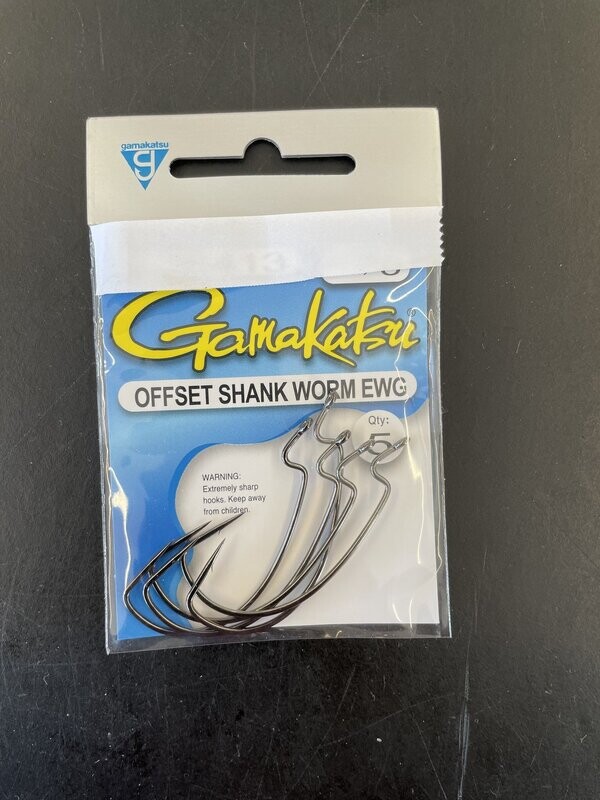 gamakatsu
G
Gamakatsu
OFFSET SHANK WORM EWG
Qty:
5
WARNING:
Extremely sharp
hooks. Keep away
from children.